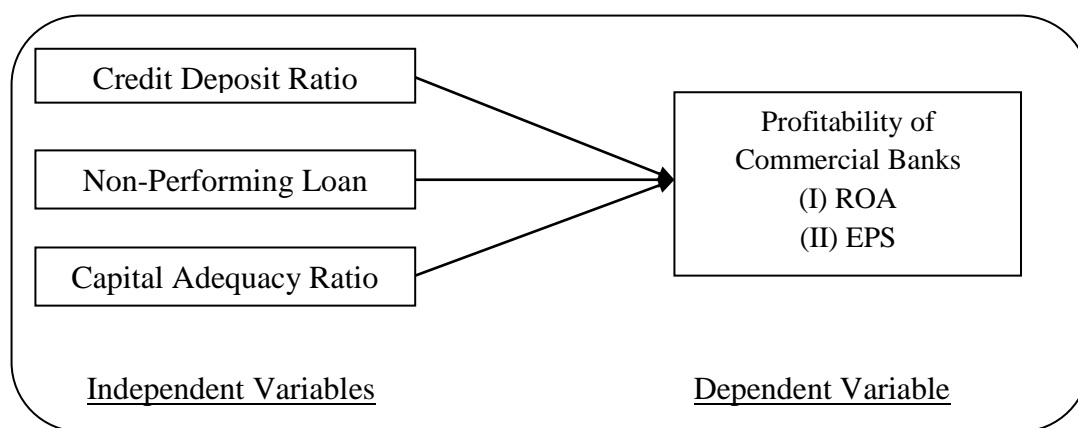 Credit Deposit Ratio
Non-Performing Loan
Capital Adequacy Ratio
Profitability of
Commercial Banks
(I) ROA
(II) EPS
Independent Variables
Dependent Variable